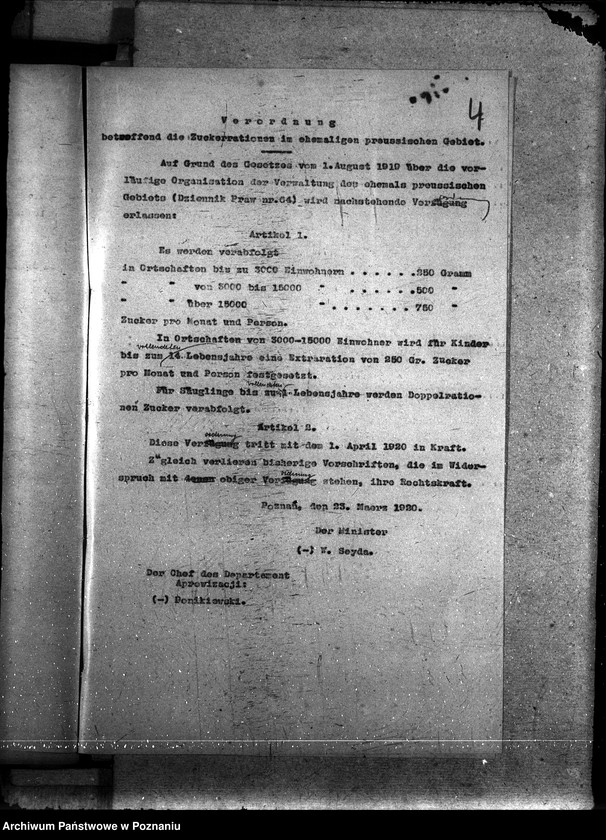 4
Verordnung
betreffend die Zuckerrationen im ehemaligen preussischen Gebiet.
Auf Grund des Gesetzes vom 1.August 1919 über die vor-
läufige Organisation der Verwaltung des ehemals preussischen
Gebiets (Dziennik Praw nr.64) wird nachstehende Verfügung
erlassen:
Artikel 1.
Es werden verabfolgt
in Ortschaften bis zu 3000 Einwohnern . . . . . .250 Gramm
" " von 3000 bis 15000 " . . . . . .500 "
" " über 15000 " . . . . . . . 750 "
Zucker pro Monat und Person.
In Ortschaften von 3000-15000 Einwohner wird für Kinder
vollendeten
bis zum 14 Lebensjahre eine Extraration von 250 Gr. Zucker
pro Monat und Person festgesetzt.
vollendeten
Für Säuglinge bis zum 1. Lebensjahre werden Doppelratio-
nen Zucker verabfolgt.
Artikel 2.
ordnung
Diese Verfügung tritt mit dem 1. April 1920 in Kraft.
Z"gleich verlieren bisherige Vorschriften, die im Wider-
ordnung
spruch mit obiger Verfügung stehen, ihre Rechtskraft.
Poznań, den 23. Maerz 1920.
Der Minister
(-) W. Seyda.
Der Chef des Departement
Aprowizacji:
(-) Donikiewski.
Archiwum Państwowe w Poznaniu